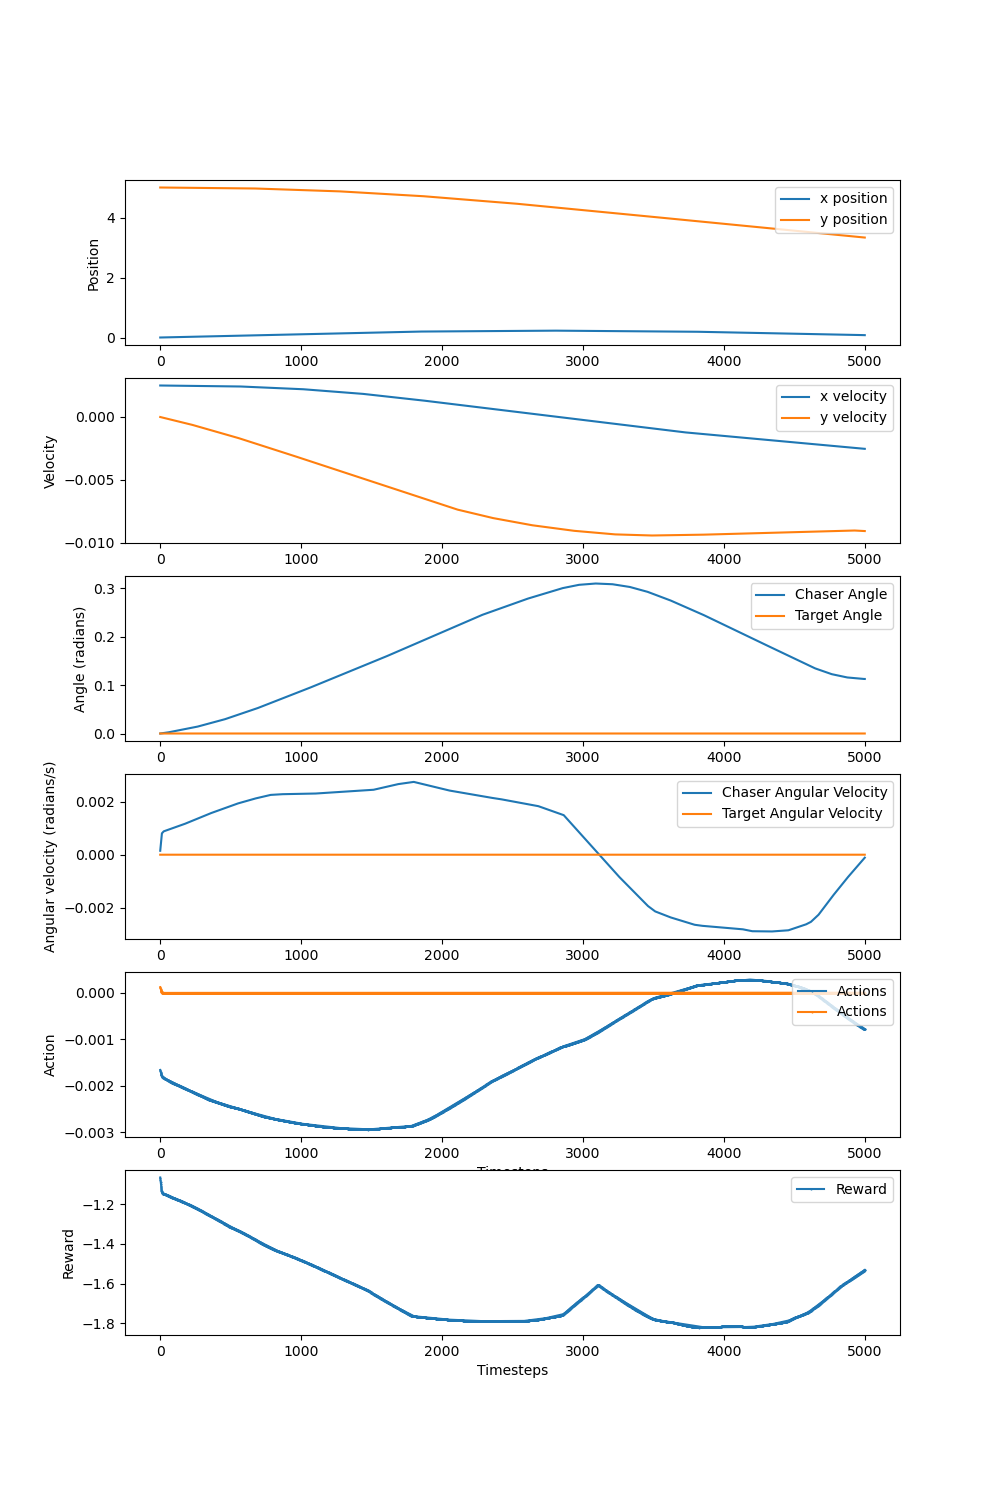 Position
4
2
0
x position
y position
0 1000 2000 3000 4000 5000
Velocity
0.000
−0.005
−0.010
x velocity
y velocity
0 1000 2000 3000 4000 5000
Angle (radians)
0.3
0.2
0.1
0.0
Chaser Angle
Target Angle
0 1000 2000 3000 4000 5000
Angular velocity (radians/s)
0.002
0.000
−0.002
Chaser Angular Velocity
Target Angular Velocity
0 1000 2000 3000 4000 5000
Action
0.000
−0.001
−0.002
−0.003
Actions
Actions
0 1000 2000 3000 4000 5000
Timesteps
Reward
−1.2
−1.4
−1.6
−1.8
Reward
0 1000 2000 3000 4000 5000
Timesteps